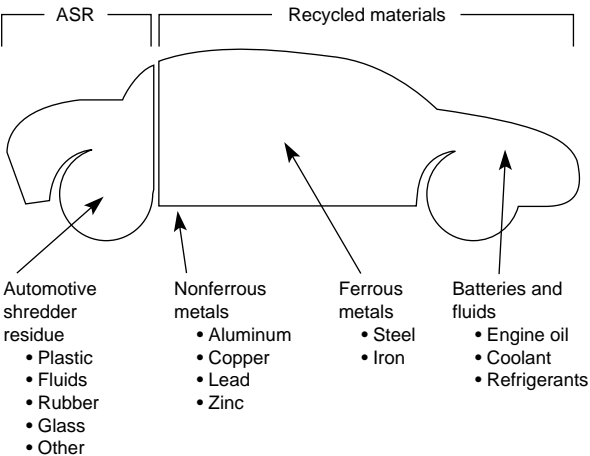 ASR
Recycled materials
Automotive
shredder
residue
• Plastic
• Fluids
• Rubber
• Glass
• Other
Nonferrous
metals
• Aluminum
• Copper
• Lead
• Zinc
Ferrous
metals
• Steel
• Iron
Batteries and
fluids
• Engine oil
• Coolant
• Refrigerants